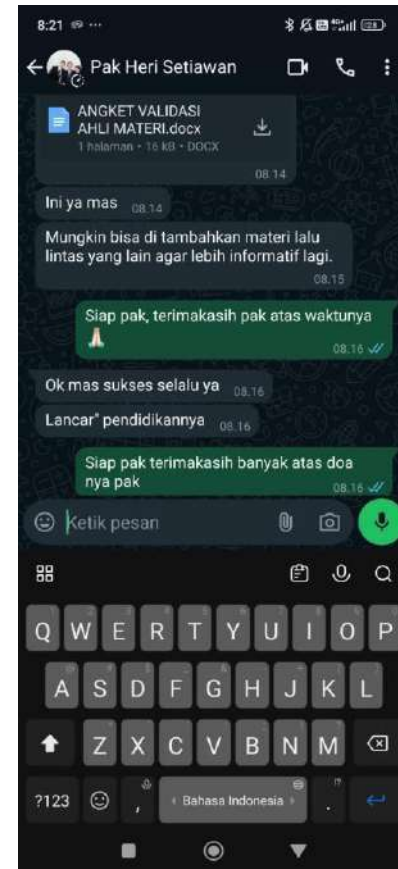 8:21
Pak Heri Setiawan
ANGKET VALIDASI
AHLI MATERI.docx
1 halaman • 16 kB • DOCX
08.14
Ini ya mas 08.14
Mungkin bisa di tambahkan materi lalu
lintas yang lain agar lebih informatif lagi.
08.15
Siap pak, terimakasih pak atas waktunya
🙏🏻
08.16
Ok mas sukses selalu ya 08.16
Lancar" pendidikannya 08.16
Siap pak terimakasih banyak atas doa
nya pak 08.16
Ketik pesan
Q W E R T Y U I O P
A S D F G H J K L
Z X C V B N M
?123 , Bahasa Indonesia .